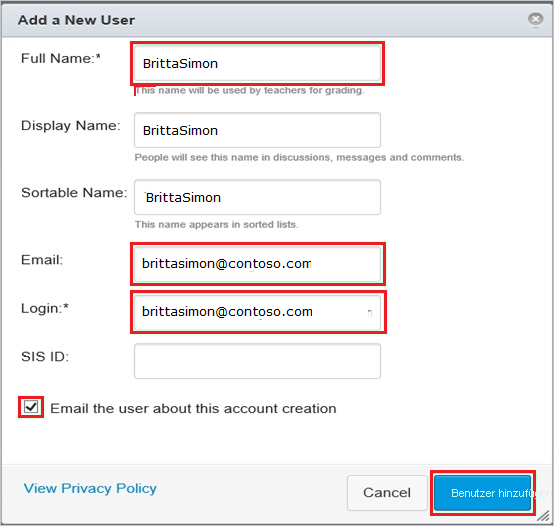 Add a New User
Full Name:* BrittaSimon
This name will be used by teachers for grading.
Display Name: BrittaSimon
People will see this name in discussions, messages and comments.
Sortable Name: BrittaSimon
This name appears in sorted lists.
Email: brittasimon@contoso.com
Login:* brittasimon@contoso.com
SIS ID:
Email the user about this account creation
View Privacy Policy
Cancel
Benutzer hinzufüg